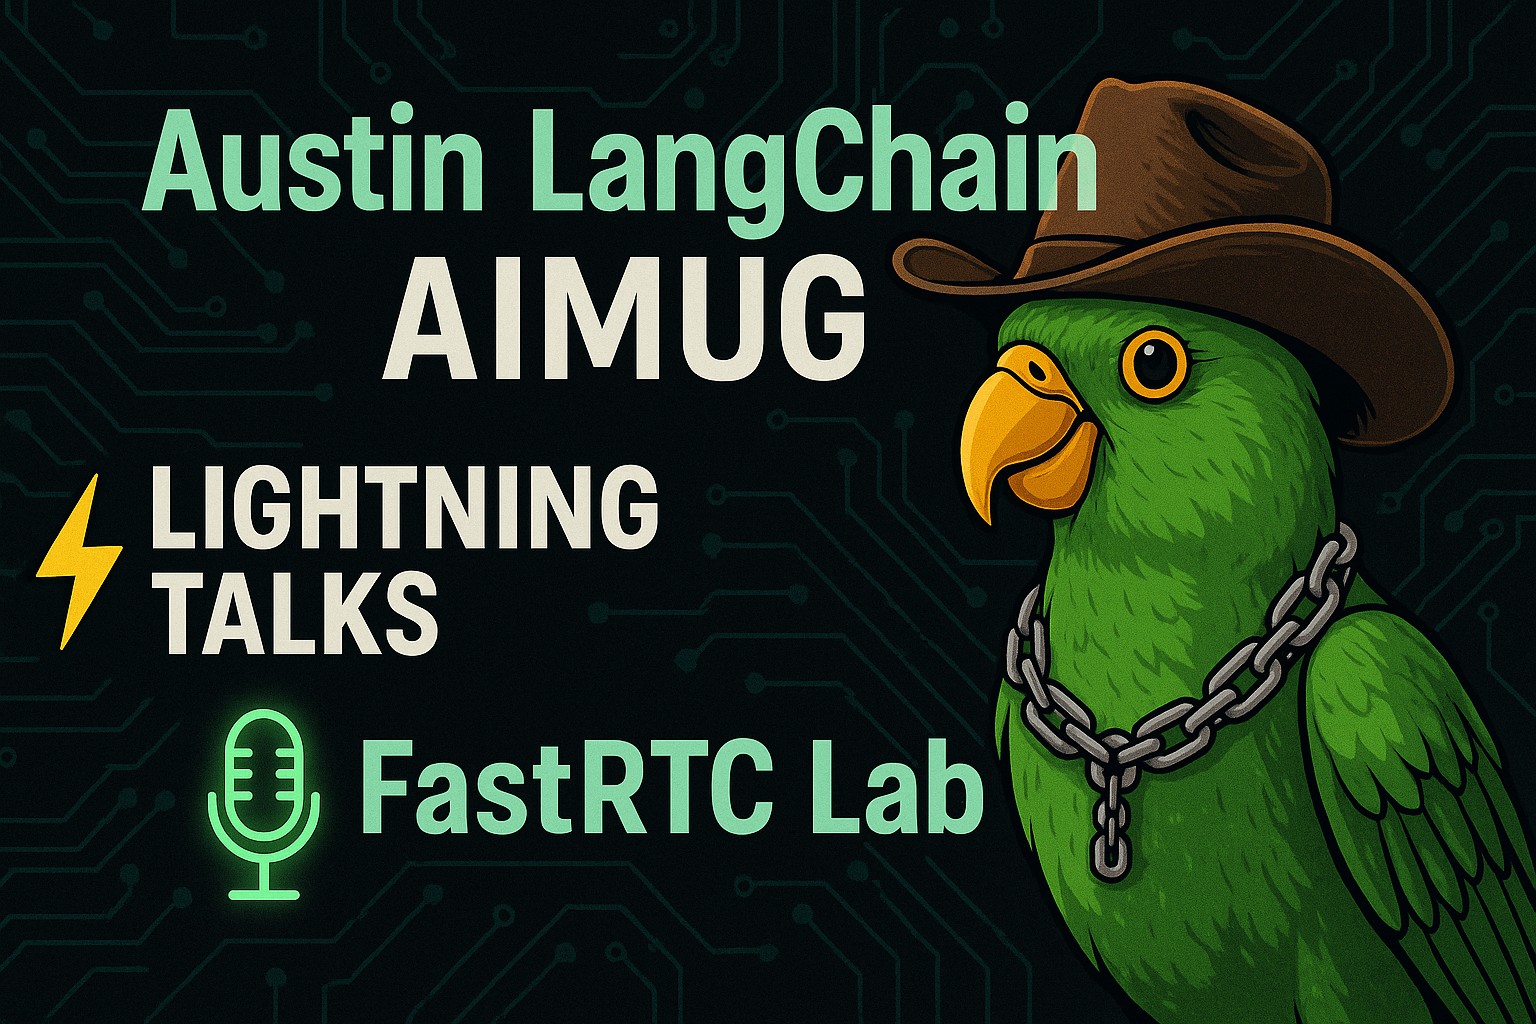 Austin LangChain
AIMUG
LIGHTNING
TALKS
FastRTC Lab